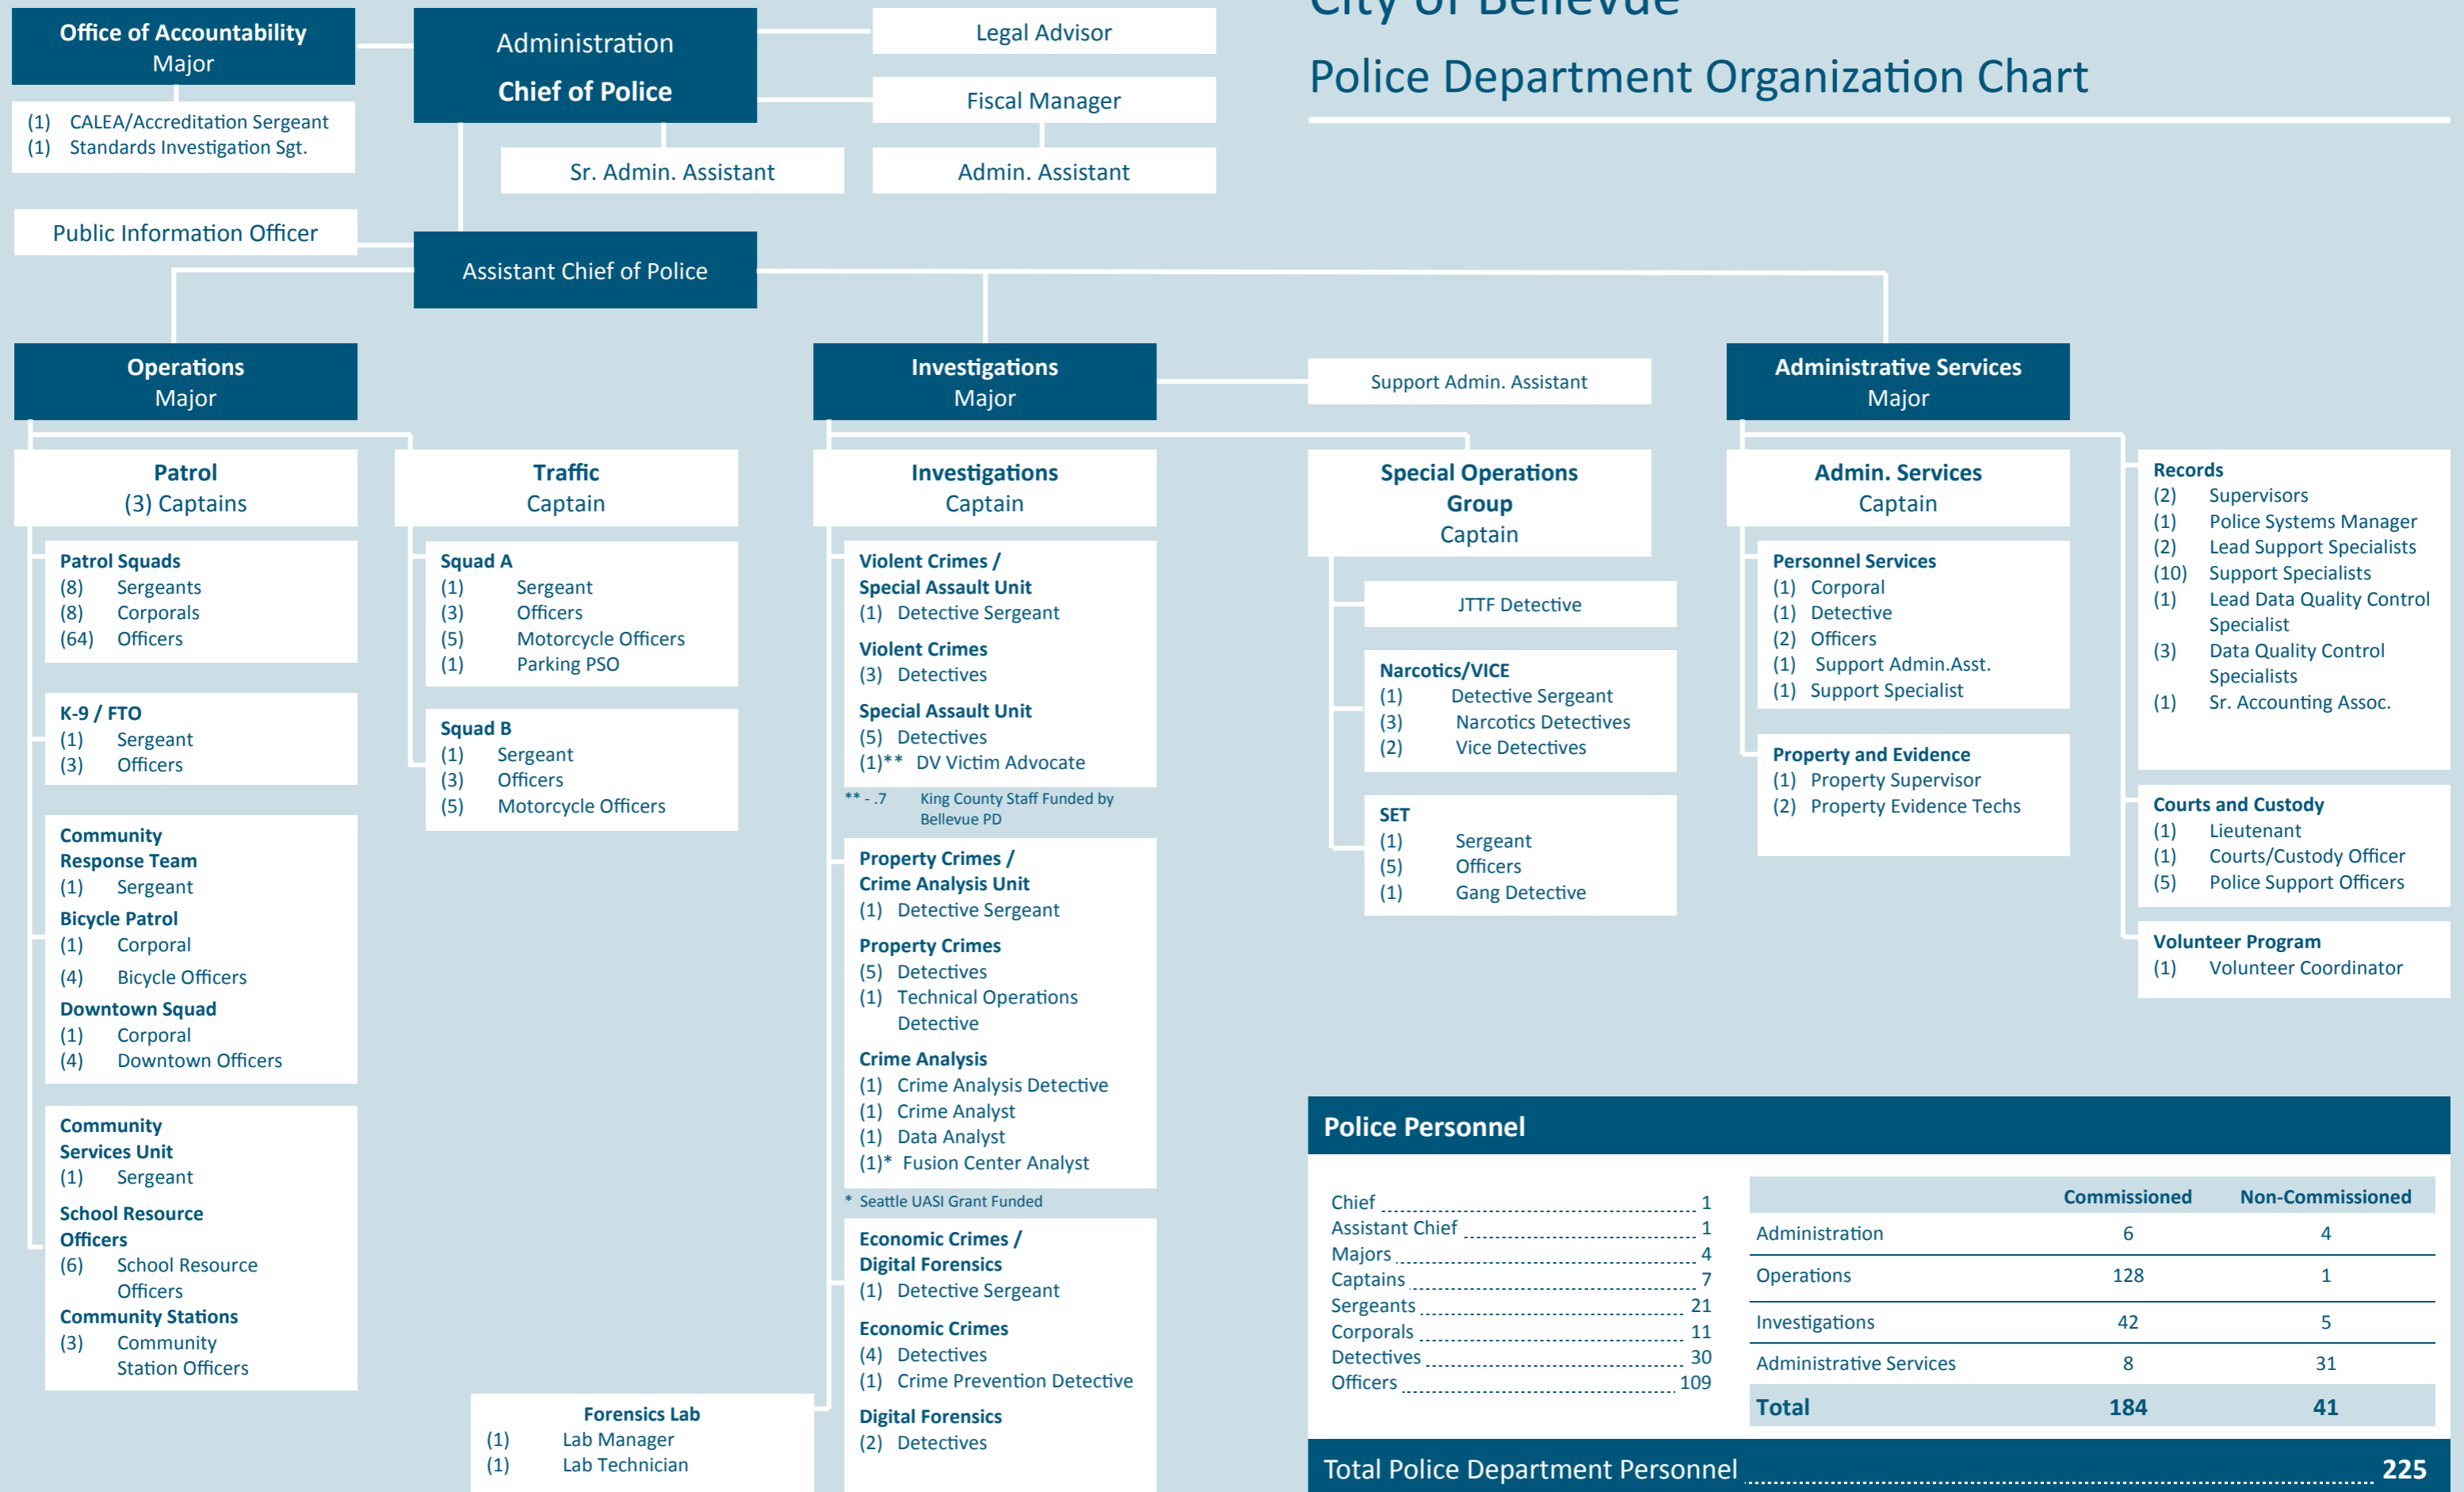 City of Bellevue
Police Department Organization Chart
Office of Accountability
Major
(1) CALEA/Accreditation Sergeant
(1) Standards Investigation Sgt.
Administration
Chief of Police
Legal Advisor
Fiscal Manager
Sr. Admin. Assistant
Admin. Assistant
Public Information Officer
Assistant Chief of Police
Operations
Major
Patrol
(3) Captains
Patrol Squads
(8) Sergeants
(8) Corporals
(64) Officers
K-9 / FTO
(1) Sergeant
(3) Officers
Community
Response Team
(1) Sergeant
Bicycle Patrol
(1) Corporal
(4) Bicycle Officers
Downtown Squad
(1) Corporal
(4) Downtown Officers
Community
Services Unit
(1) Sergeant
School Resource
Officers
(6) School Resource
Officers
Community Stations
(3) Community
Station Officers
Traffic
Captain
Squad A
(1) Sergeant
(3) Officers
(5) Motorcycle Officers
(1) Parking PSO
Squad B
(1) Sergeant
(3) Officers
(5) Motorcycle Officers
Investigations
Major
Support Admin. Assistant
Investigations
Captain
Violent Crimes /
Special Assault Unit
(1) Detective Sergeant
Violent Crimes
(3) Detectives
Special Assault Unit
(5) Detectives
(1)** DV Victim Advocate
** - .7 King County Staff Funded by
Bellevue PD
Property Crimes /
Crime Analysis Unit
(1) Detective Sergeant
Property Crimes
(5) Detectives
(1) Technical Operations
Detective
Crime Analysis
(1) Crime Analysis Detective
(1) Crime Analyst
(1) Data Analyst
(1)* Fusion Center Analyst
* Seattle UASI Grant Funded
Economic Crimes /
Digital Forensics
(1) Detective Sergeant
Economic Crimes
(4) Detectives
(1) Crime Prevention Detective
Digital Forensics
(2) Detectives
Forensics Lab
(1) Lab Manager
(1) Lab Technician
Special Operations
Group
Captain
JTTF Detective
Narcotics/VICE
(1) Detective Sergeant
(3) Narcotics Detectives
(2) Vice Detectives
SET
(1) Sergeant
(5) Officers
(1) Gang Detective
Administrative Services
Major
Admin. Services
Captain
Personnel Services
(1) Corporal
(1) Detective
(2) Officers
(1) Support Admin.Asst.
(1) Support Specialist
Property and Evidence
(1) Property Supervisor
(2) Property Evidence Techs
Records
(2) Supervisors
(1) Police Systems Manager
(2) Lead Support Specialists
(10) Support Specialists
(1) Lead Data Quality Control
Specialist
(3) Data Quality Control
Specialists
(1) Sr. Accounting Assoc.
Courts and Custody
(1) Lieutenant
(1) Courts/Custody Officer
(5) Police Support Officers
Volunteer Program
(1) Volunteer Coordinator
Police Personnel
Chief 1
Assistant Chief 1
Majors 4
Captains 7
Sergeants 21
Corporals 11
Detectives 30
Officers 109
Commissioned Non-Commissioned
Administration 6 4
Operations 128 1
Investigations 42 5
Administrative Services 8 31
Total 184 41
Total Police Department Personnel 225